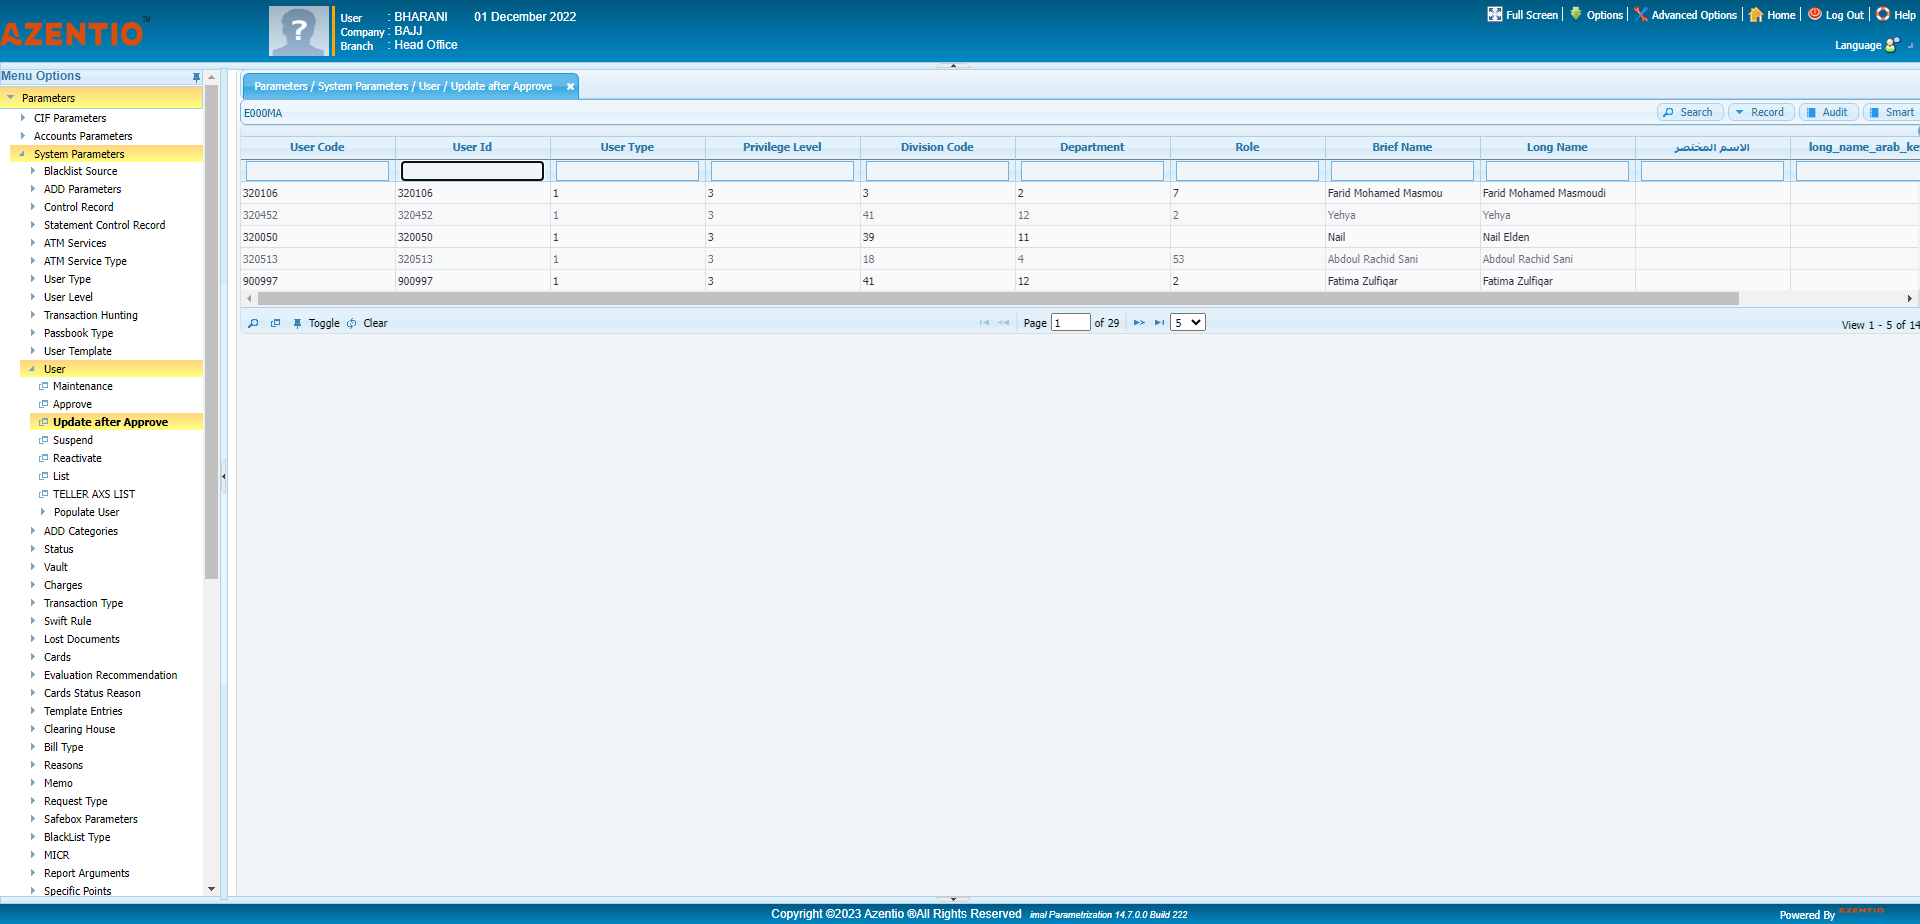 AZENTIO TM
User : BHARANI 01 December 2022
Company : BAJJ
Branch : Head Office
Full Screen Options Advanced Options Home Log Out Help
Language
Menu Options
Parameters
CIF Parameters
Accounts Parameters
System Parameters
Blacklist Source
ADD Parameters
Control Record
Statement Control Record
ATM Services
ATM Service Type
User Type
User Level
Transaction Hunting
Passbook Type
User Template
User
Maintenance
Approve
Update after Approve
Suspend
Reactivate
List
TELLER AXS LIST
Populate User
ADD Categories
Status
Vault
Charges
Transaction Type
Swift Rule
Lost Documents
Cards
Evaluation Recommendation
Cards Status Reason
Template Entries
Clearing House
Bill Type
Reasons
Memo
Request Type
Safebox Parameters
BlackList Type
MICR
Report Arguments
Specific Points
Parameters / System Parameters / User / Update after Approve
E000MA
Search Record Audit Smart
User Code User Id User Type Privilege Level Division Code Department Role Brief Name Long Name الاسم المختصر long_name_arab_ke
320106 320106 1 3 3 2 7 Farid Mohamed Masmou Farid Mohamed Masmoudi
320452 320452 1 3 41 12 2 Yehya Yehya
320050 320050 1 3 39 11 Nail Nail Elden
320513 320513 1 3 18 4 53 Abdoul Rachid Sani Abdoul Rachid Sani
900997 900997 1 3 41 12 2 Fatima Zulfiqar Fatima Zulfiqar
Toggle Clear Page 1 of 29 5 View 1 - 5 of 14
Copyright ©2023 Azentio ®All Rights Reserved imal Parametrization 14.7.0.0 Build 222
Powered By AZENTIO